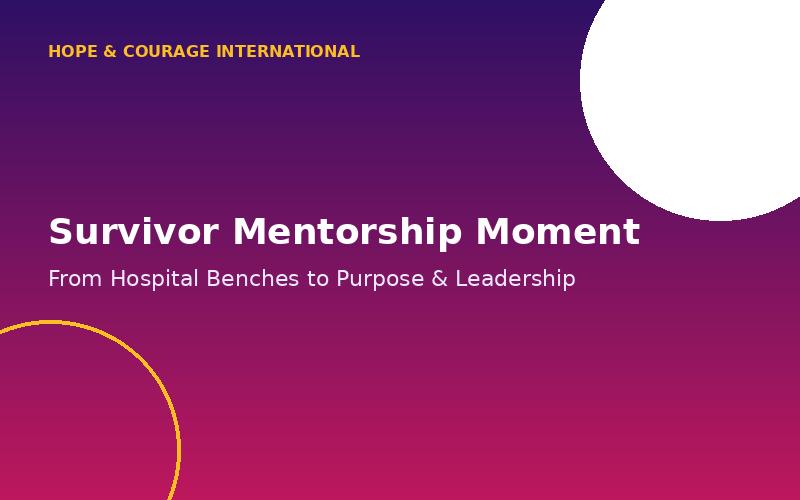 HOPE & COURAGE INTERNATIONAL
Survivor Mentorship Moment
From Hospital Benches to Purpose & Leadership